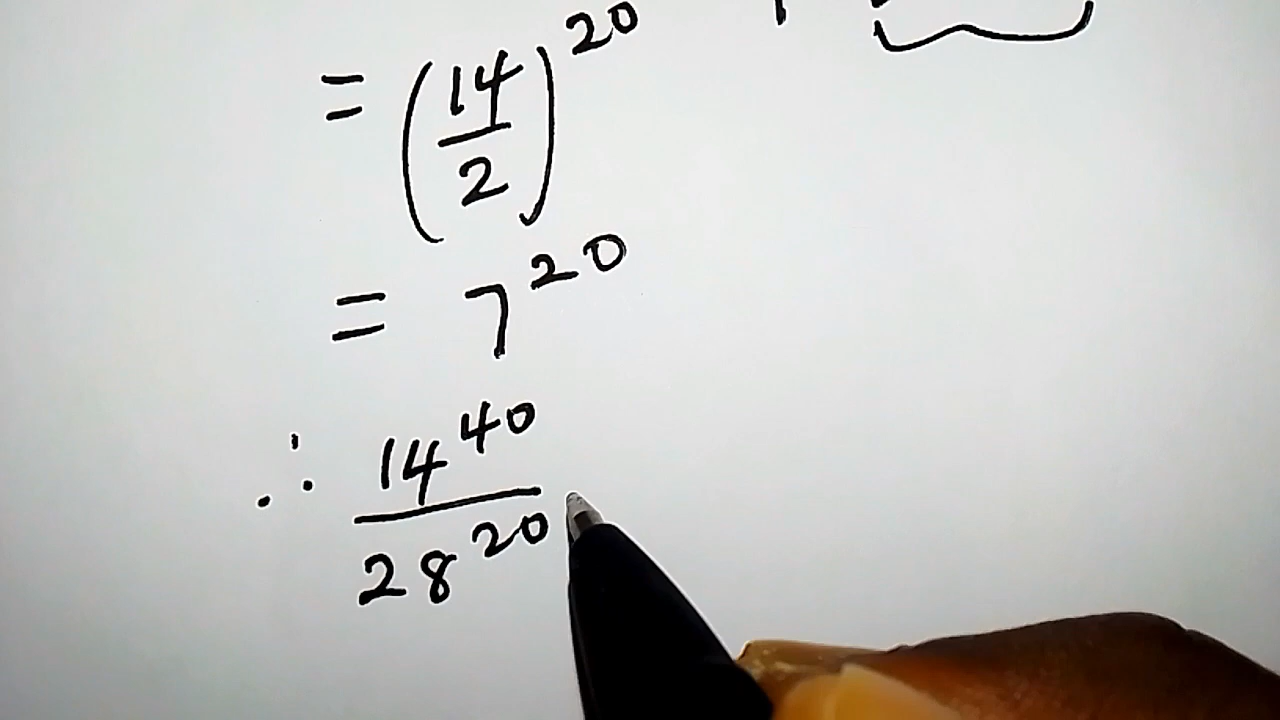 = (14/2)^20
= 7^20
∴ 14^40/28^20